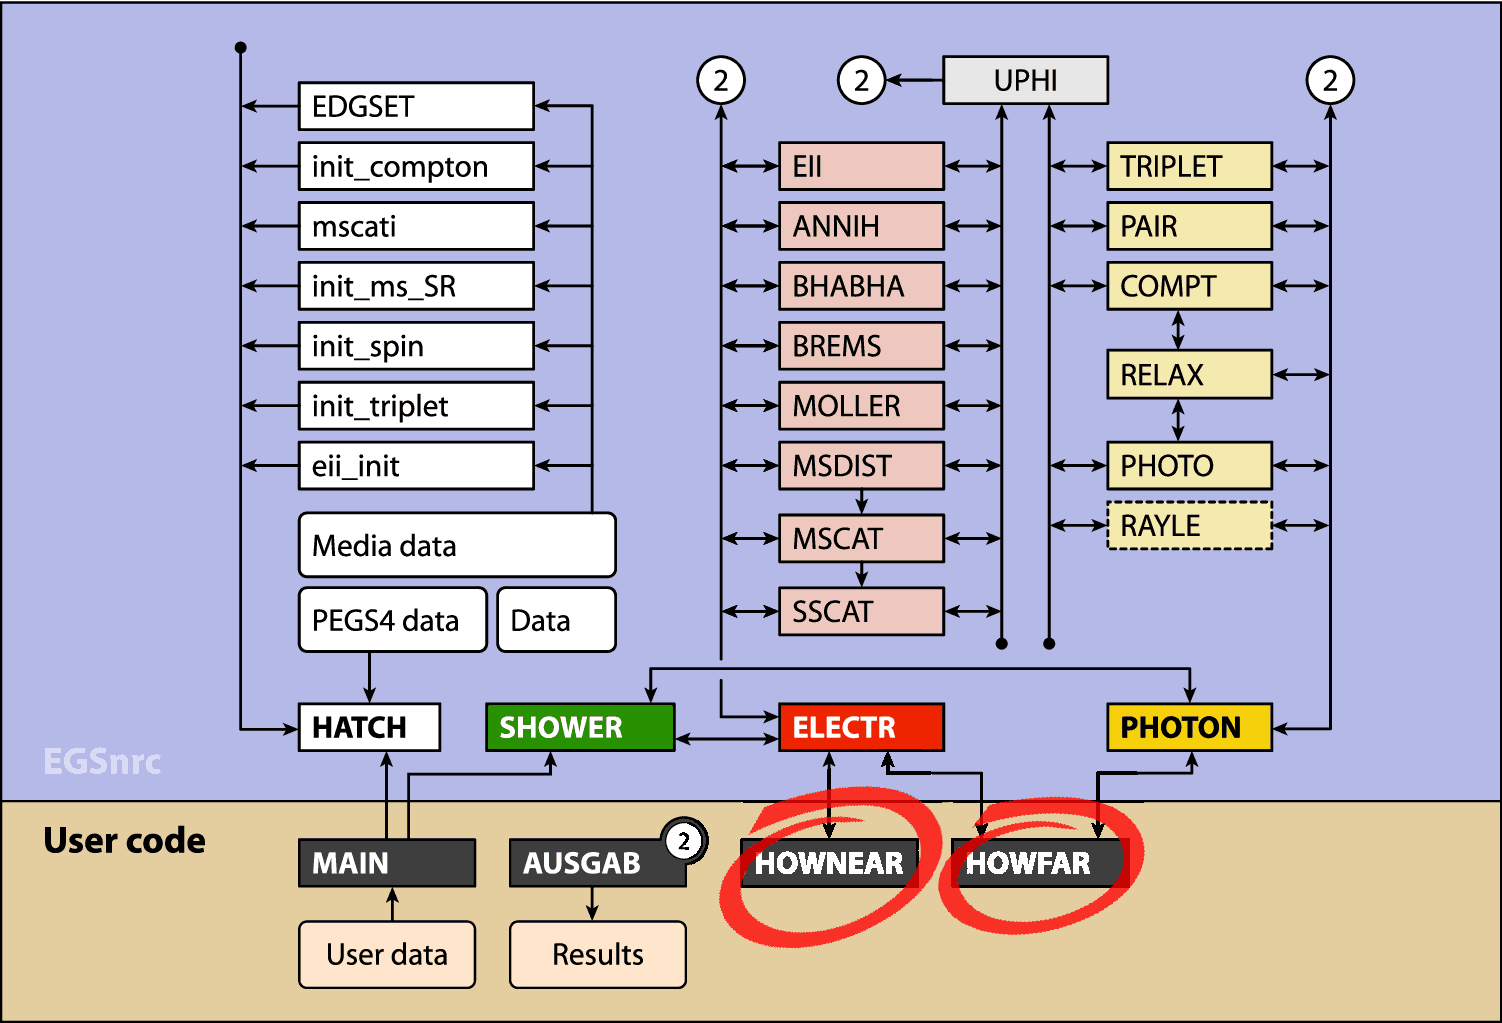 2
2
UPHI
2
EDGSET
init_compton
mscati
init_ms_SR
init_spin
init_triplet
eii_init
Media data
PEGS4 data
Data
EII
ANNIH
BHABHA
BREMS
MOLLER
MSDIST
MSCAT
SSCAT
TRIPLET
PAIR
COMPT
RELAX
PHOTO
RAYLE
HATCH
SHOWER
ELECTR
PHOTON
EGSnrc
User code
MAIN
AUSGAB
2
HOWNEAR
HOWFAR
User data
Results